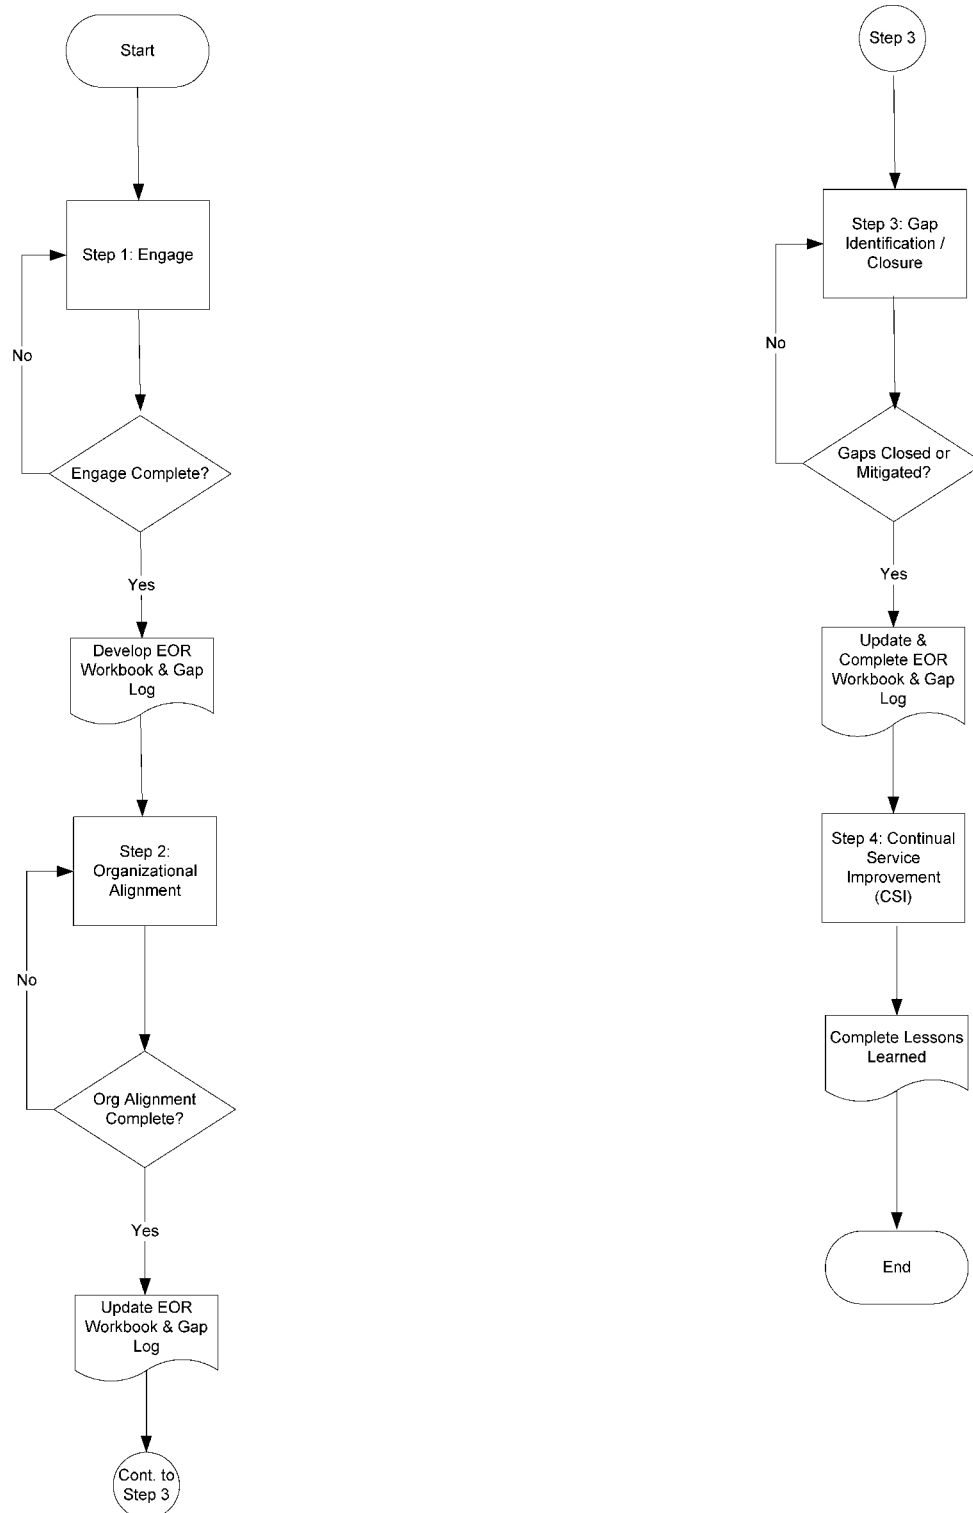 Start
Step 1: Engage
No
Engage Complete?
Yes
Develop EOR
Workbook & Gap
Log
Step 2:
Organizational
Alignment
No
Org Alignment
Complete?
Yes
Update EOR
Workbook & Gap
Log
Cont. to
Step 3
Step 3
Step 3: Gap
Identification /
Closure
No
Gaps Closed or
Mitigated?
Yes
Update &
Complete EOR
Workbook & Gap
Log
Step 4: Continual
Service
Improvement
(CSI)
Complete Lessons
Learned
End